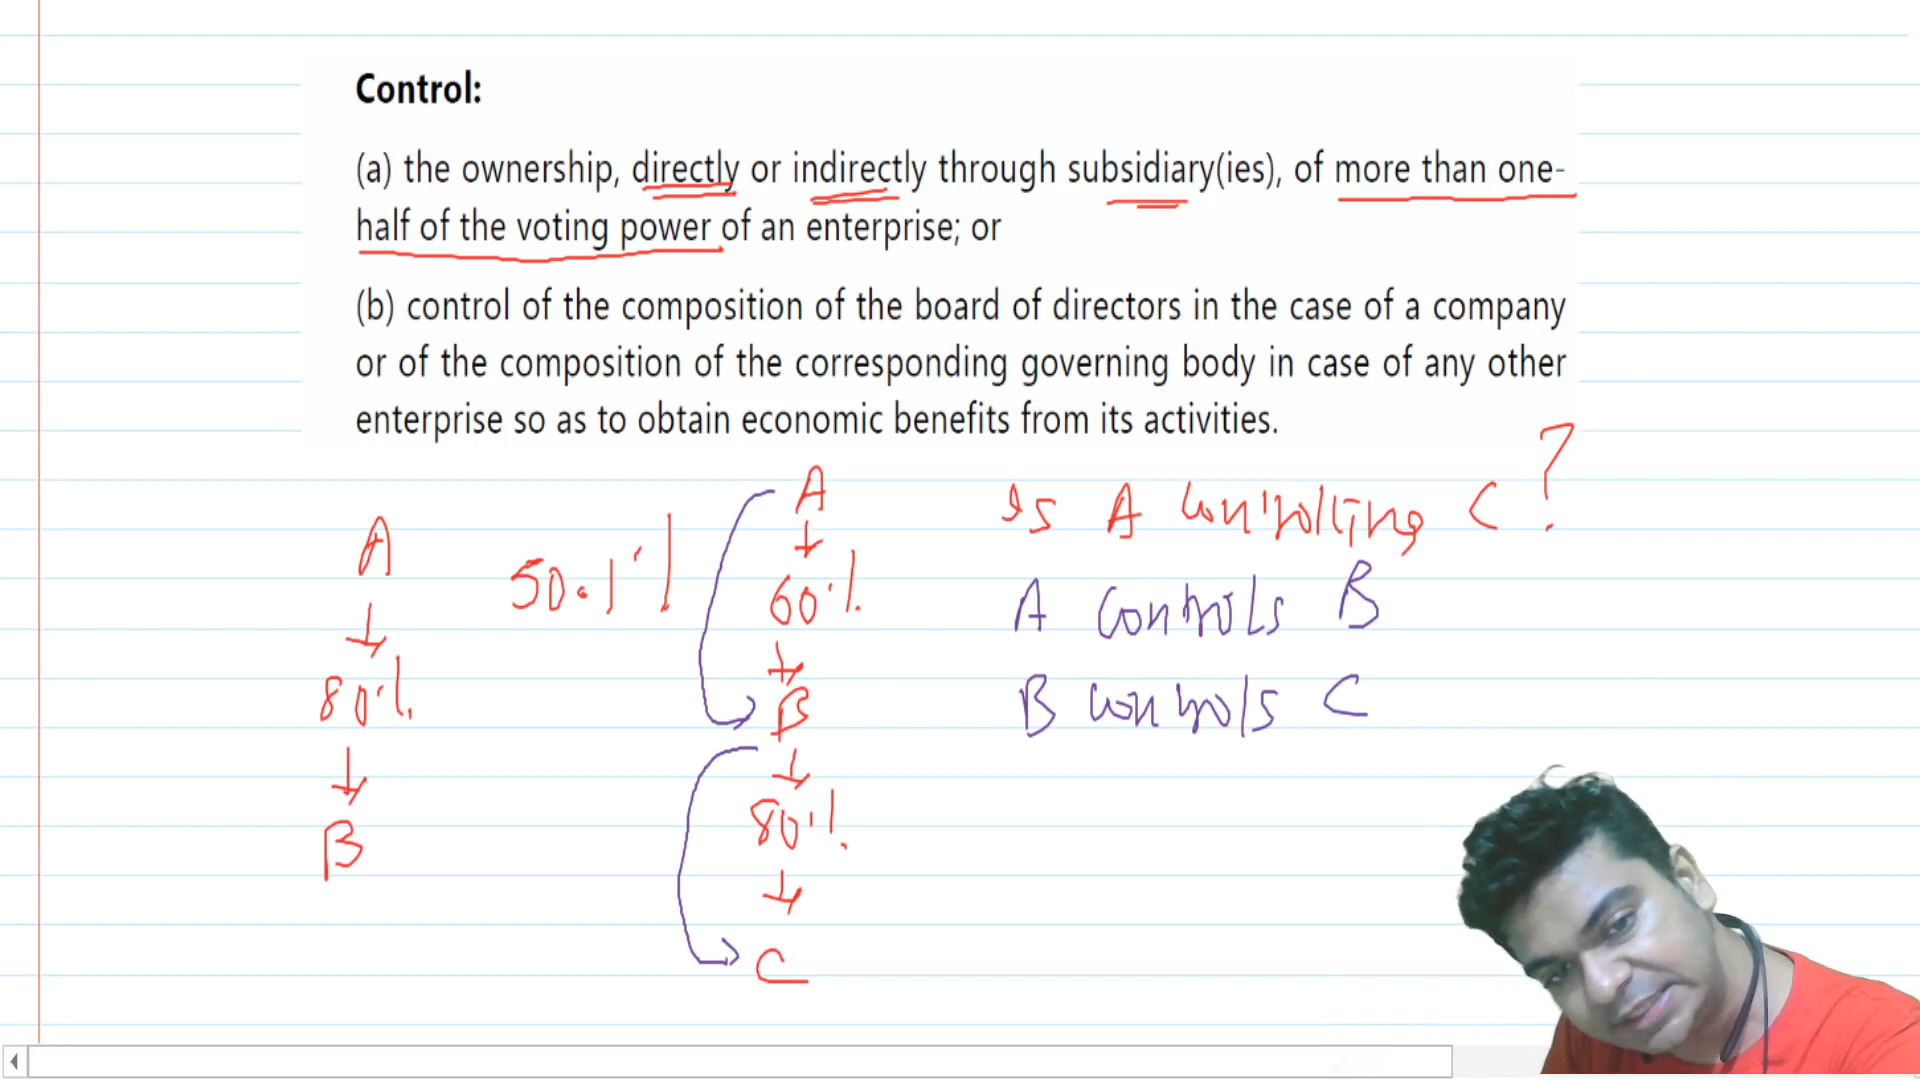 Control:
(a) the ownership, directly or indirectly through subsidiary(ies), of more than one-
half of the voting power of an enterprise; or
(b) control of the composition of the board of directors in the case of a company
or of the composition of the corresponding governing body in case of any other
enterprise so as to obtain economic benefits from its activities.
A
80%
B
50.1%
A
60%
B
80%
C
Is A controlling C ?
A controls B
B controls C